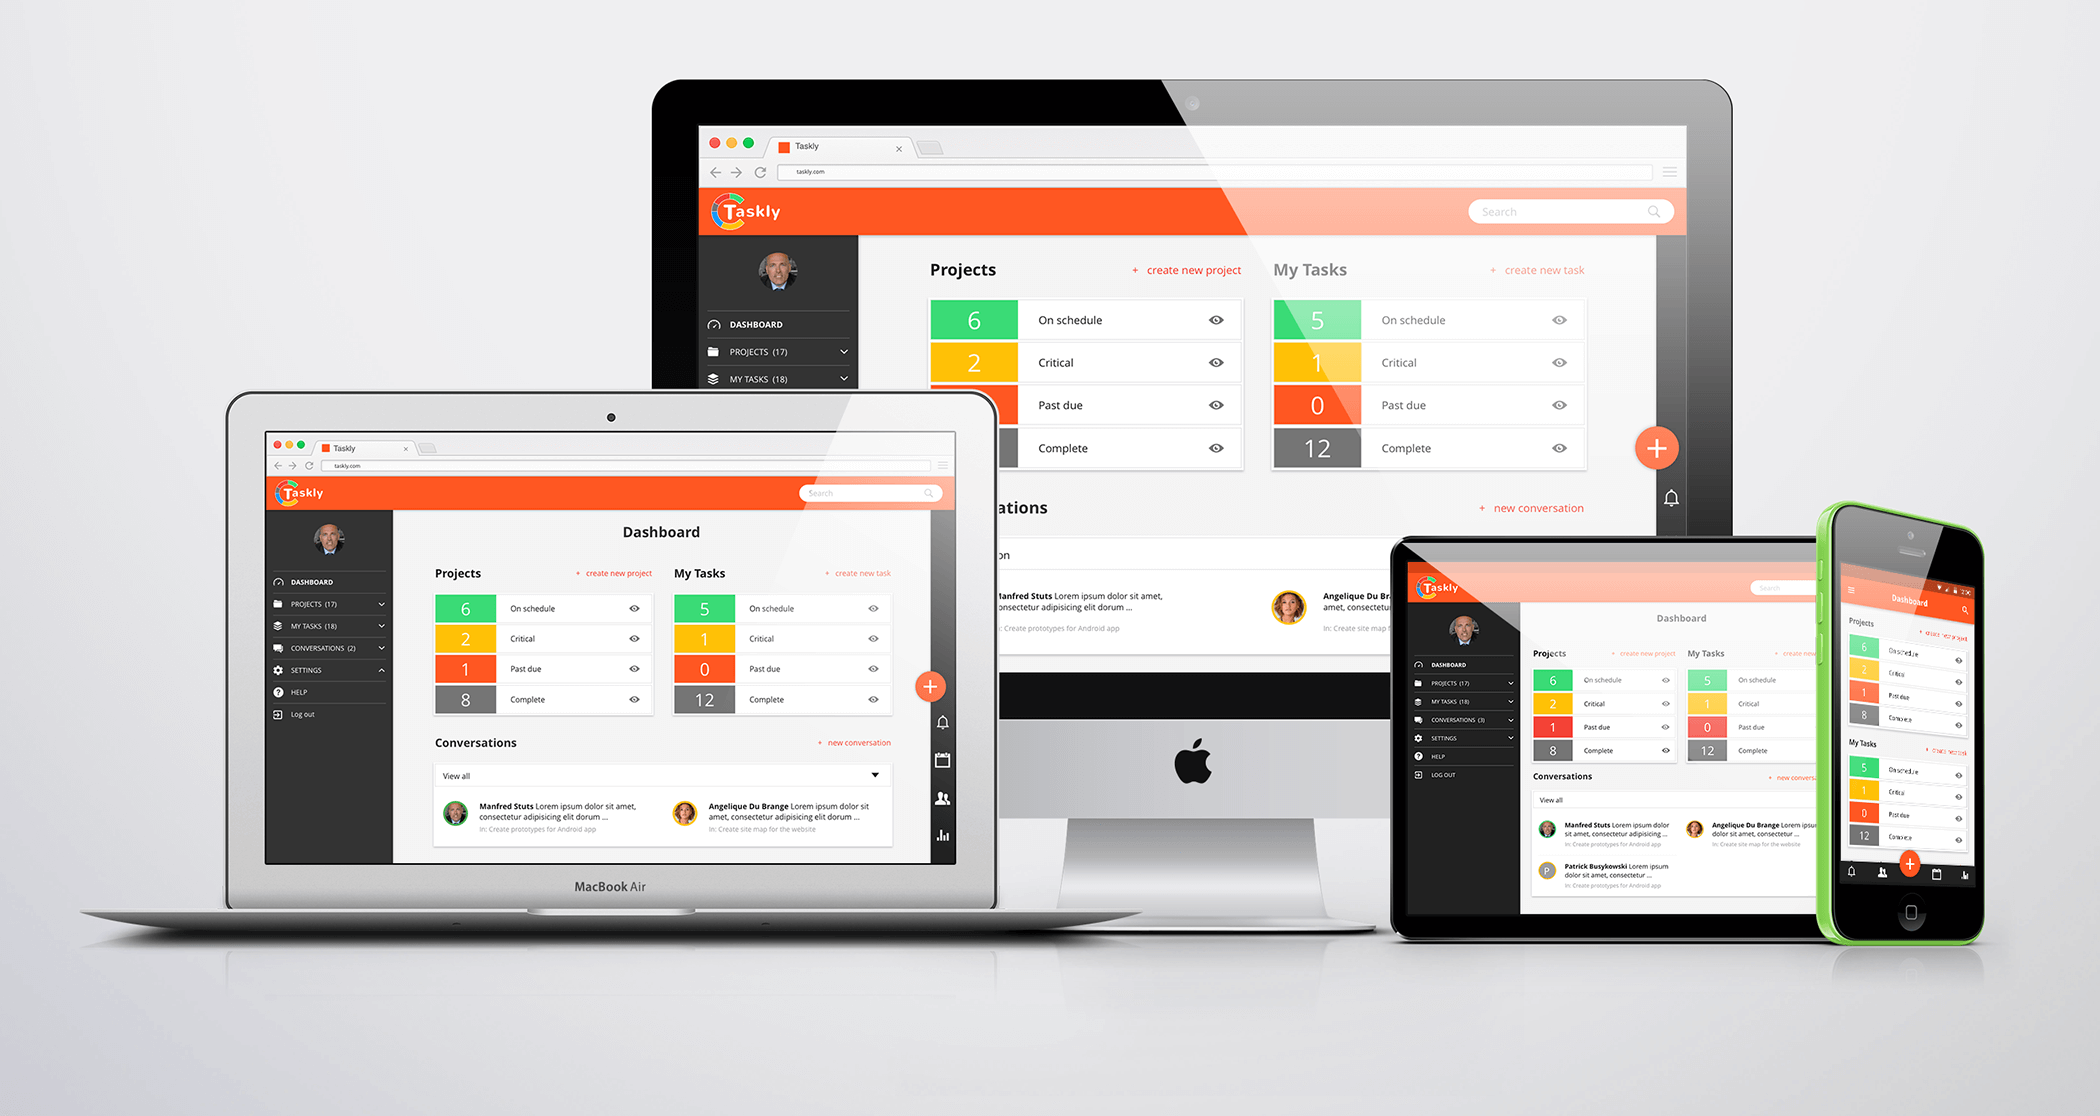 Taskly
taskly.com
Taskly
Search
Projects
+ create new project
My Tasks
+ create new task
DASHBOARD
PROJECTS (17)
MY TASKS (18)
6 On schedule
2 Critical
Past due
Complete
5 On schedule
1 Critical
0 Past due
12 Complete
ations
+ new conversation
on
Manfred Stuts Lorem ipsum dolor sit amet,
onsectetur adipisicing elit dorum ...
In: Create prototypes for Android app
Angelique Du Br
amet, consectetur
In: Create site map f
Taskly
taskly.com
Taskly
Search
DASHBOARD
PROJECTS (17)
MY TASKS (18)
CONVERSATIONS (2)
SETTINGS
HELP
Log out
Dashboard
Projects
+ create new project
My Tasks
+ create new task
6 On schedule
2 Critical
1 Past due
8 Complete
5 On schedule
1 Critical
0 Past due
12 Complete
Conversations
+ new conversation
View all
Manfred Stuts Lorem ipsum dolor sit amet,
consectetur adipisicing elit dorum ...
In: Create prototypes for Android app
Angelique Du Brange Lorem ipsum dolor sit
amet, consectetur adipisicing elit dorum ...
In: Create site map for the website
MacBook Air
Taskly
Search
DASHBOARD
PROJECTS (17)
MY TASKS (18)
CONVERSATIONS (3)
SETTINGS
HELP
LOG OUT
Dashboard
Projects
+ create new project
My Tasks
+ create new
6 On schedule
2 Critical
1 Past due
8 Complete
5 On schedule
1 Critical
0 Past due
12 Complete
Conversations
+ new conversa
View all
Manfred Stuts Lorem ipsum dolor
sit amet, consectetur adipisicing ...
In: Create prototypes for Android app
Angelique Du Brange Lorem ipsum
dolor sit amet, consectetur ...
In: Create site map for the website
P
Patrick Busykowski Lorem ipsum
dolor sit amet, consectetur ...
In: Create prototypes for Android app
Dashboard
Projects
+ create new project
6 On schedule
2 Critical
1 Past due
8 Complete
My Tasks
+ create new task
5 On schedule
1 Critical
0 Past due
12 Complete